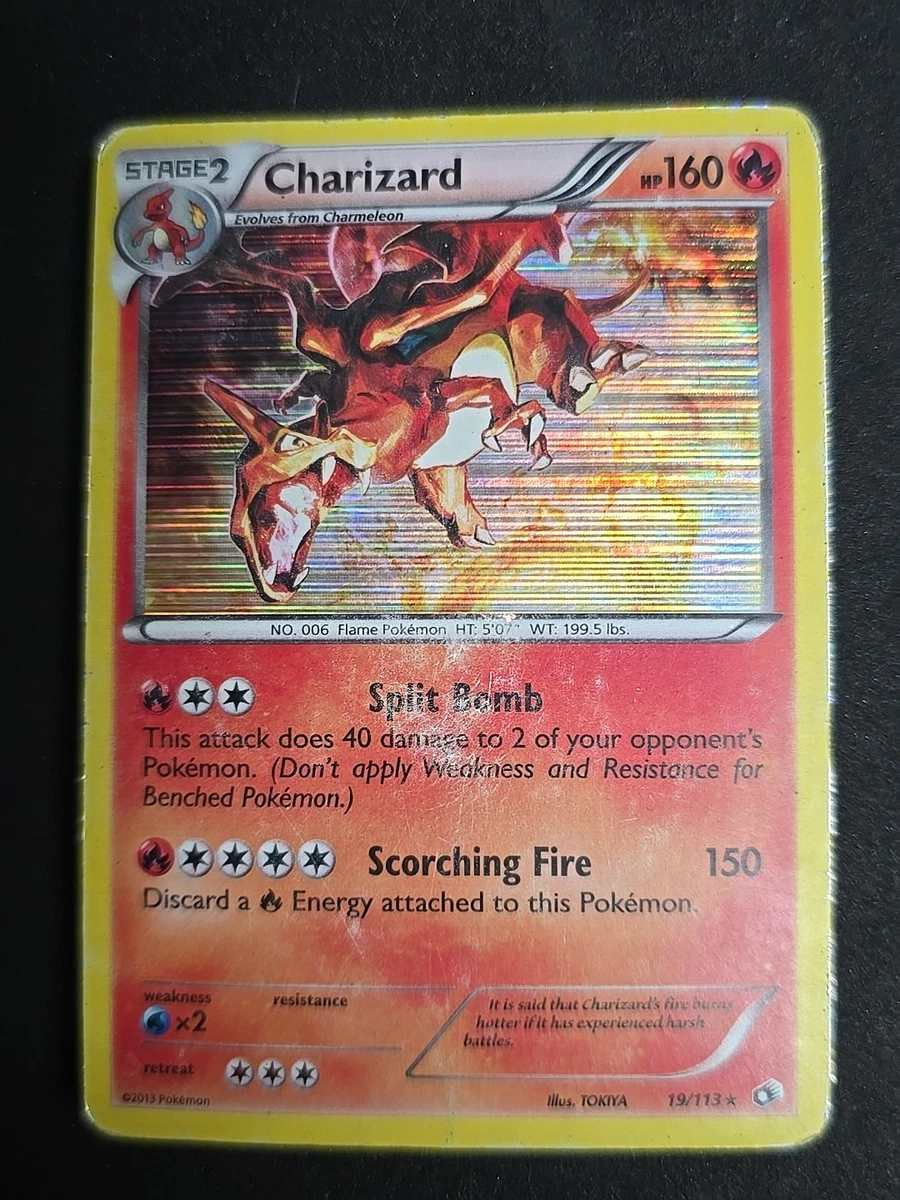 STAGE2
Charizard
HP160
Evolves from Charmeleon
NO. 006 Flame Pokémon HT: 5'07" WT: 199.5 lbs.
Split Bomb
This attack does 40 damage to 2 of your opponent's
Pokémon. (Don't apply Weakness and Resistance for
Benched Pokémon.)
Scorching Fire 150
Discard a Energy attached to this Pokémon.
weakness resistance
×2
retreat
It is said that Charizard's fire burns
hotter if it has experienced harsh
battles.
©2013 Pokémon
Illus. TOKIYA 19/113